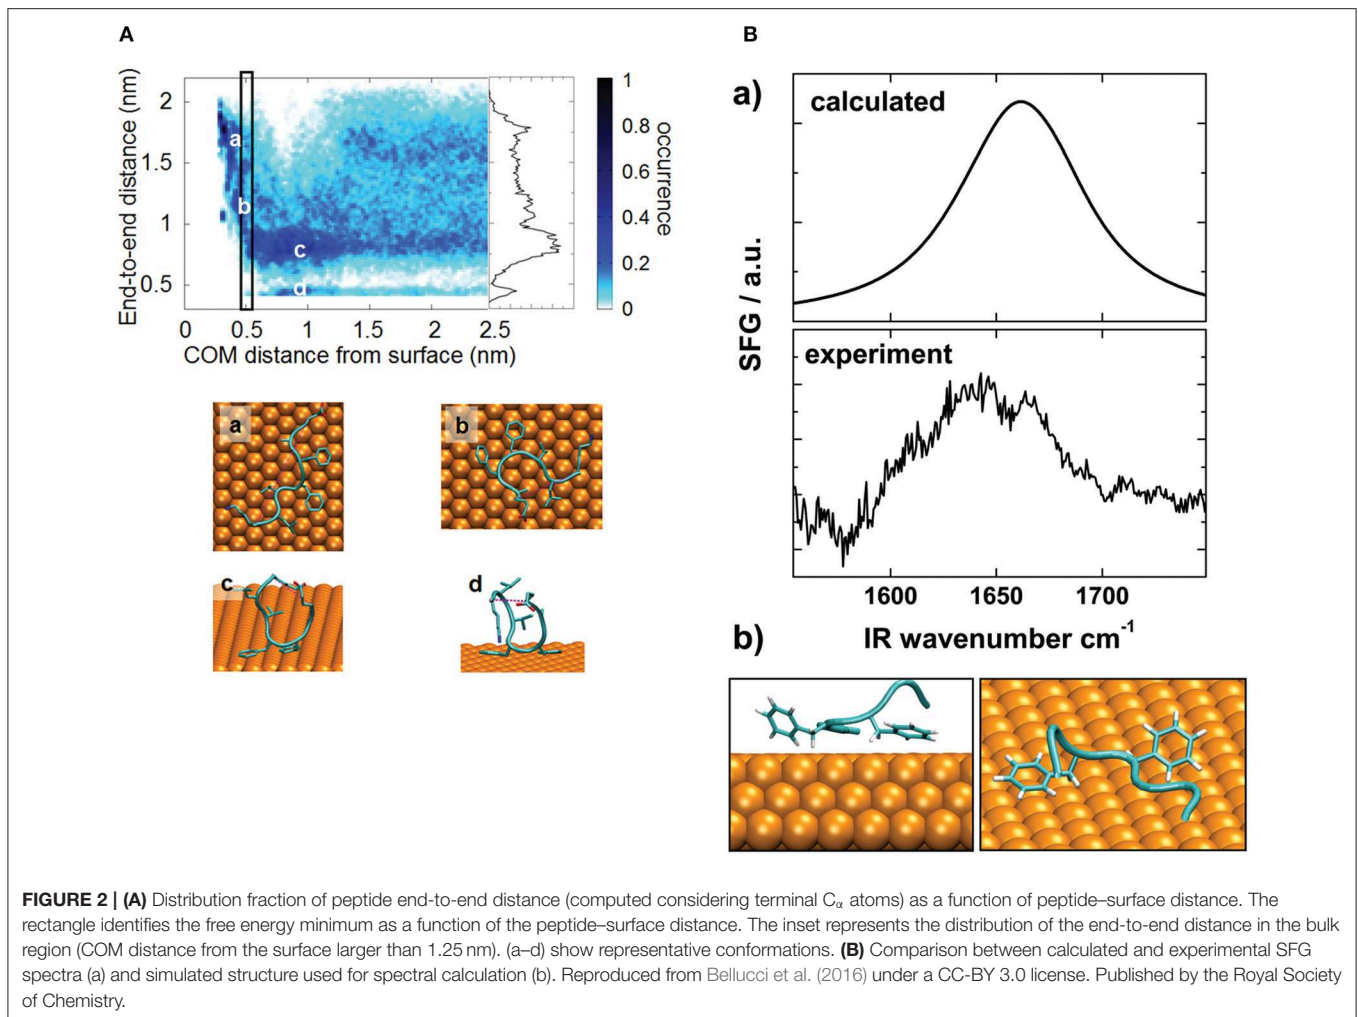 A
B
End-to-end distance (nm)
2
1.5
1
0.5
a
b
c
d
0 0.5 1 1.5 2 2.5
COM distance from surface (nm)
1
0.8
0.6
0.4
0.2
0
occurrence
a
b
c
d
a)
calculated
experiment
SFG / a.u.
1600 1650 1700
IR wavenumber cm⁻¹
b)
FIGURE 2 | (A) Distribution fraction of peptide end-to-end distance (computed considering terminal Cα atoms) as a function of peptide–surface distance. The
rectangle identifies the free energy minimum as a function of the peptide–surface distance. The inset represents the distribution of the end-to-end distance in the bulk
region (COM distance from the surface larger than 1.25 nm). (a–d) show representative conformations. (B) Comparison between calculated and experimental SFG
spectra (a) and simulated structure used for spectral calculation (b). Reproduced from Bellucci et al. (2016) under a CC-BY 3.0 license. Published by the Royal Society
of Chemistry.